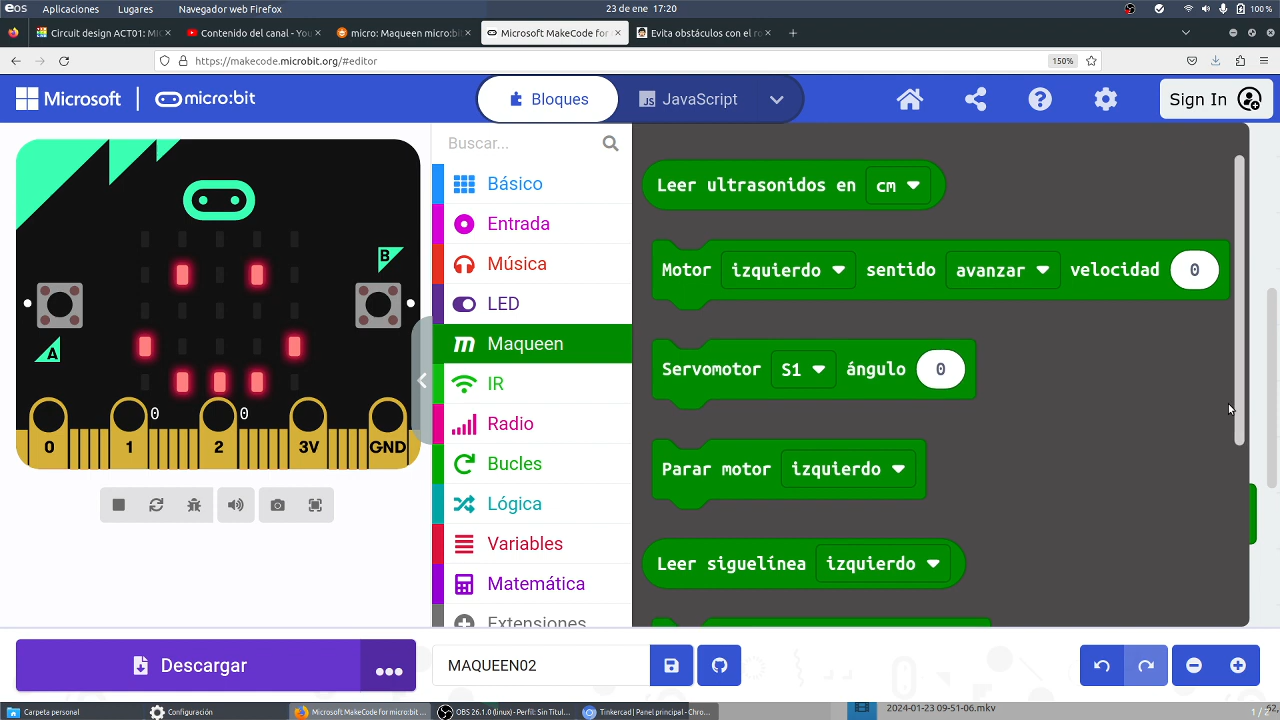 eos Aplicaciones Lugares Navegador web Firefox 23 de ene 17:20 100 %
Circuit design ACT01: MI Contenido del canal - You micro: Maqueen micro:bi Microsoft MakeCode for Evita obstáculos con el ro
https://makecode.microbit.org/#editor 150%
Microsoft micro:bit Bloques JS JavaScript Sign In
Buscar...
Básico
Entrada
Música
LED
Maqueen
IR
Radio
Bucles
Lógica
Variables
Matemática
Extensiones
B
A
0 0
0 1 2 3V GND
Leer ultrasonidos en cm
Motor izquierdo sentido avanzar velocidad 0
Servomotor S1 ángulo 0
Parar motor izquierdo
Leer siguelínea izquierdo
Descargar ••• MAQUEEN02
Carpeta personal Configuración Microsoft MakeCode for micro:bit ... OBS 26.1.0 (linux) - Perfil: Sin Títul... Tinkercad | Panel principal - Chro... 2024-01-23 09-51-06.mkv